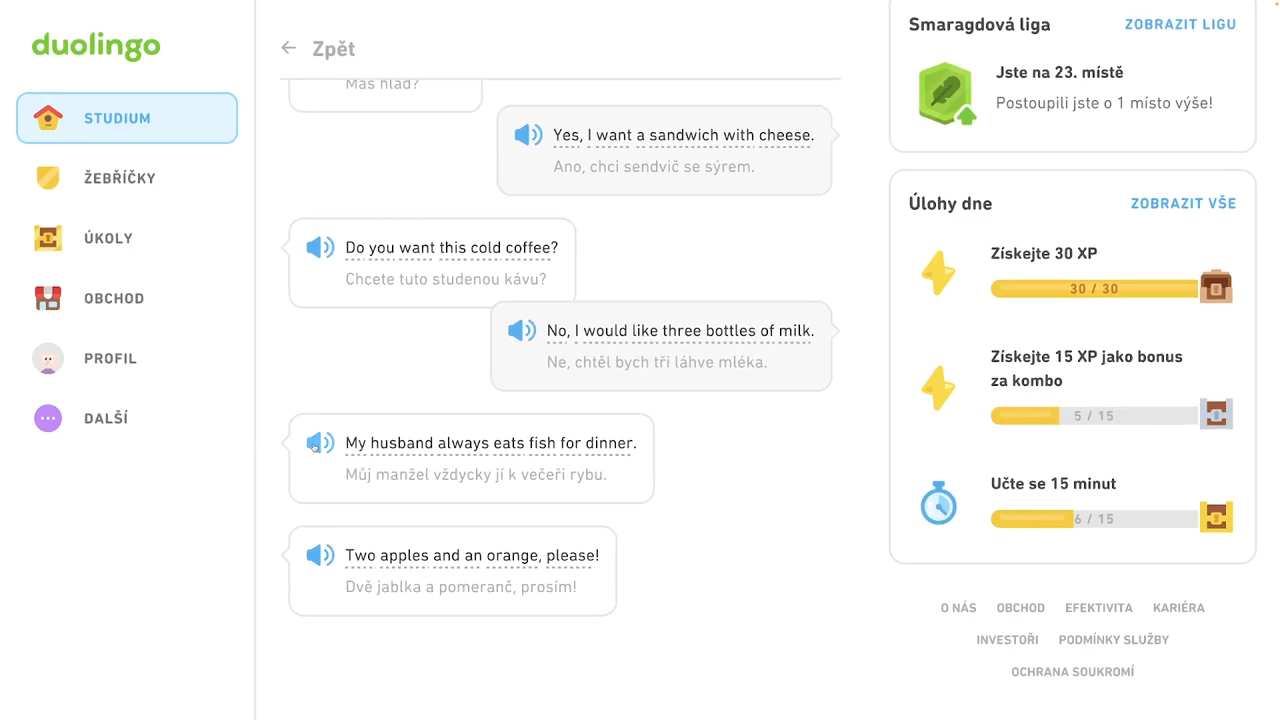 duolingo
STUDIUM
ŽEBŘÍČKY
ÚKOLY
OBCHOD
PROFIL
DALŠÍ
Zpět
Máš hlad?
Yes, I want a sandwich with cheese.
Ano, chci sendvič se sýrem.
Do you want this cold coffee?
Chcete tuto studenou kávu?
No, I would like three bottles of milk.
Ne, chtěl bych tři láhve mléka.
My husband always eats fish for dinner.
Můj manžel vždycky jí k večeři rybu.
Two apples and an orange, please!
Dvě jablka a pomeranč, prosím!
Smaragdová liga
ZOBRAZIT LIGU
Jste na 23. místě
Postoupili jste o 1 místo výše!
Úlohy dne
ZOBRAZIT VŠE
Získejte 30 XP
30 / 30
Získejte 15 XP jako bonus
za kombo
5 / 15
Učte se 15 minut
6 / 15
O NÁS OBCHOD EFEKTIVITA KARIÉRA
INVESTOŘI PODMÍNKY SLUŽBY
OCHRANA SOUKROMÍ